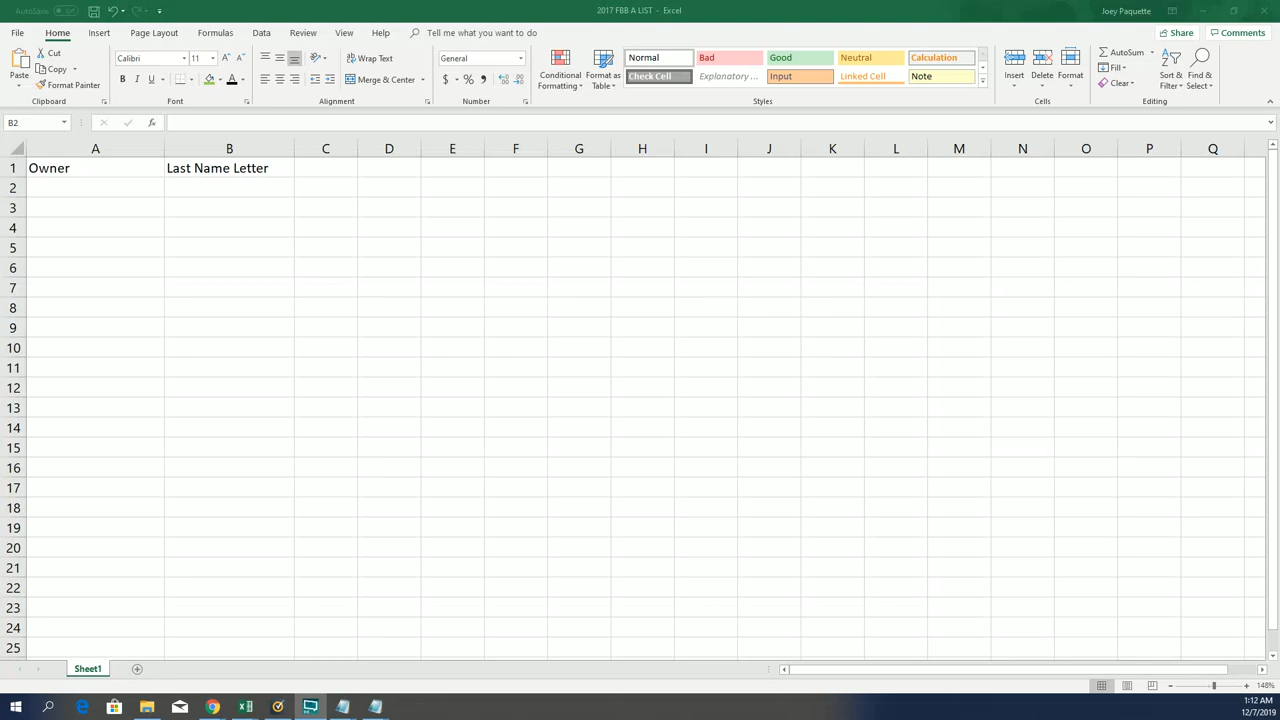 AutoSave Off 2017 FBB A LIST - Excel Joey Paquette
File Home Insert Page Layout Formulas Data Review View Help Tell me what you want to do Share Comments
Paste Cut Copy Format Painter
Calibri 11 General
B I U A
Wrap Text
Merge & Center
$ % ,
Conditional Formatting
Format as Table
Normal Bad Good Neutral Calculation
Check Cell Explanatory ... Input Linked Cell Note
Insert Delete Format
AutoSum
Fill
Clear
Sort & Filter
Find & Select
Clipboard Font Alignment Number Styles Cells Editing
B2 fx
A B C D E F G H I J K L M N O P Q
1 Owner Last Name Letter
2
3
4
5
6
7
8
9
10
11
12
13
14
15
16
17
18
19
20
21
22
23
24
25
Sheet1
148%
1:12 AM
12/7/2019